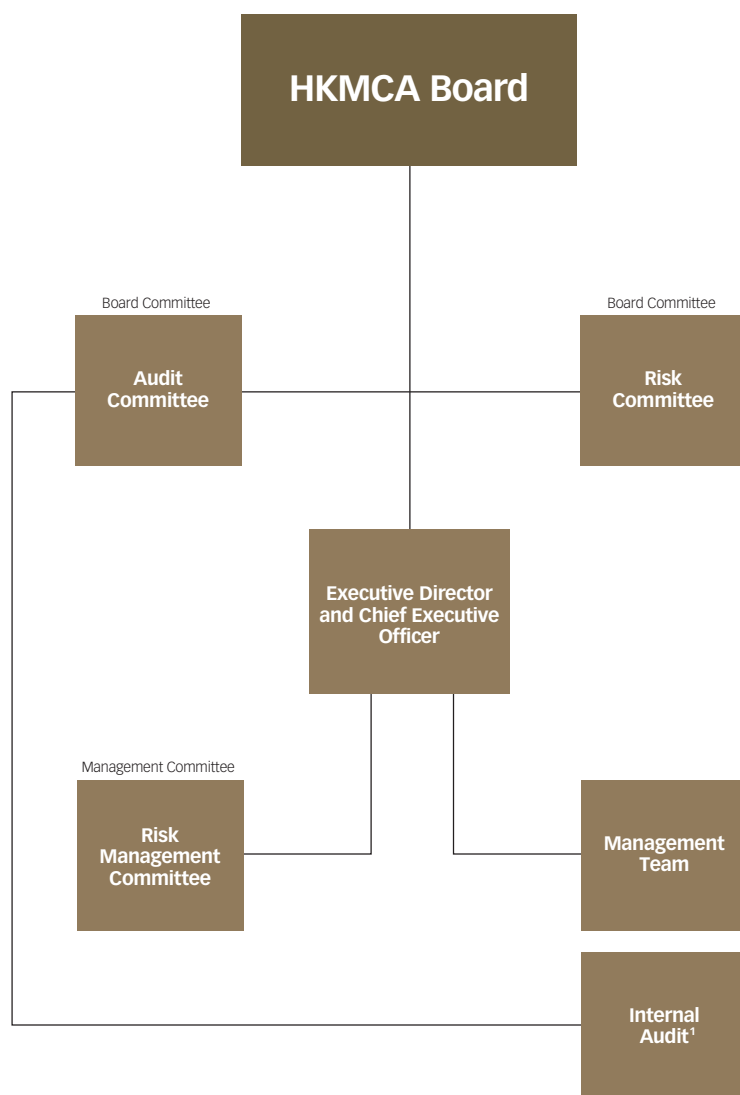 HKMCA Board
Board Committee
Audit
Committee
Board Committee
Risk
Committee
Executive Director
and Chief Executive
Officer
Management Committee
Risk
Management
Committee
Management
Team
Internal
Audit¹